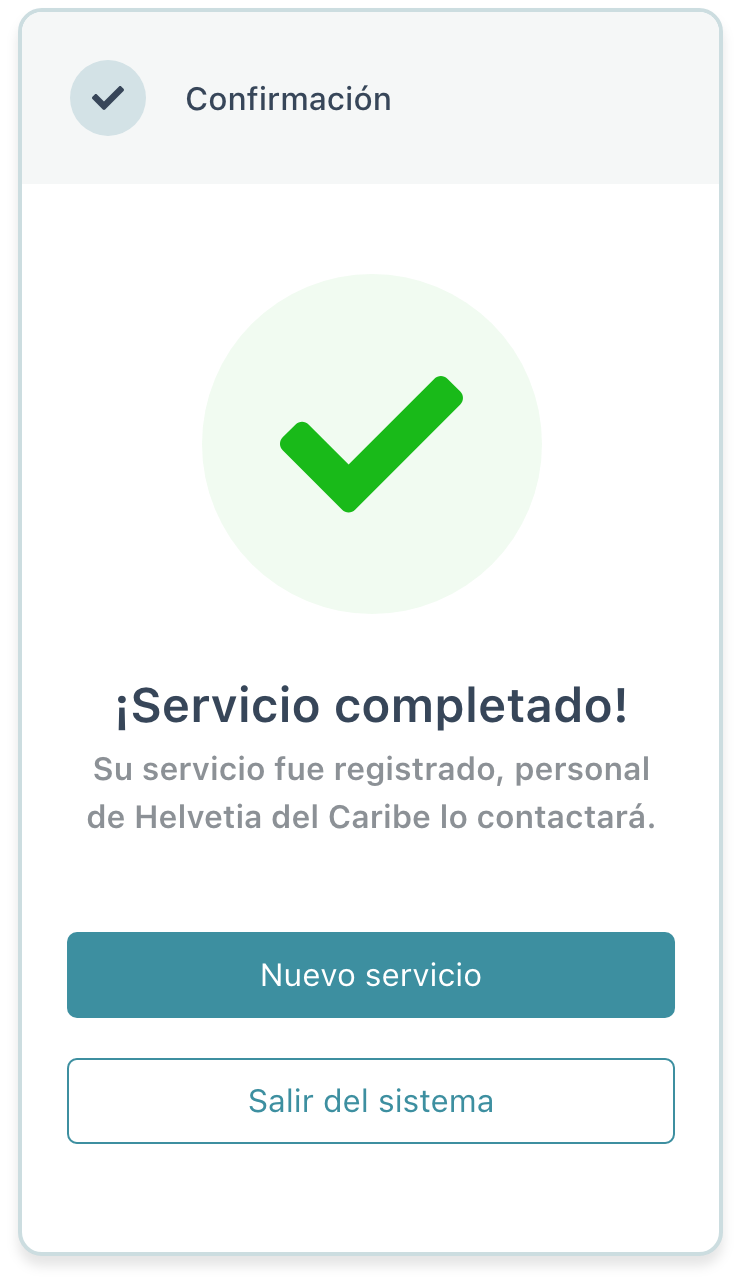 Confirmación
¡Servicio completado!
Su servicio fue registrado, personal
de Helvetia del Caribe lo contactará.
Nuevo servicio
Salir del sistema